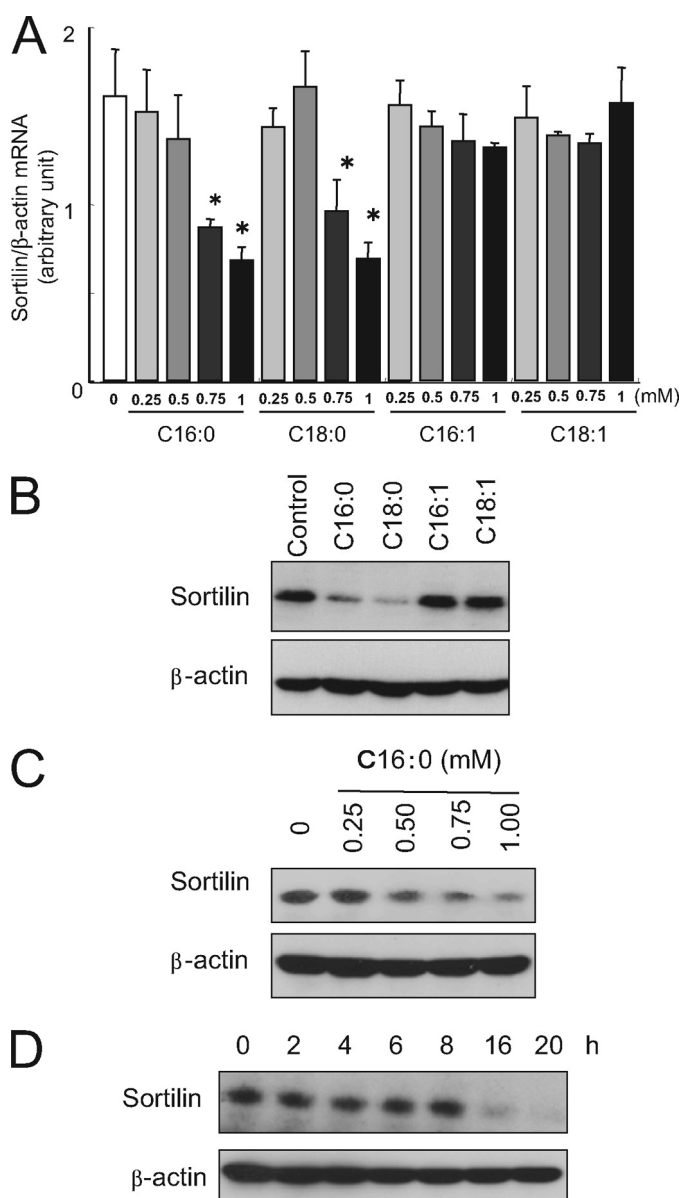 A
2
1
0
Sortilin/β-actin mRNA
(arbitrary unit)
* * * *
0 0.25 0.5 0.75 1 0.25 0.5 0.75 1 0.25 0.5 0.75 1 0.25 0.5 0.75 1 (mM)
C16:0 C18:0 C16:1 C18:1
B
Control C16:0 C18:0 C16:1 C18:1
Sortilin
β-actin
C
C16:0 (mM)
0 0.25 0.50 0.75 1.00
Sortilin
β-actin
D
0 2 4 6 8 16 20 h
Sortilin
β-actin